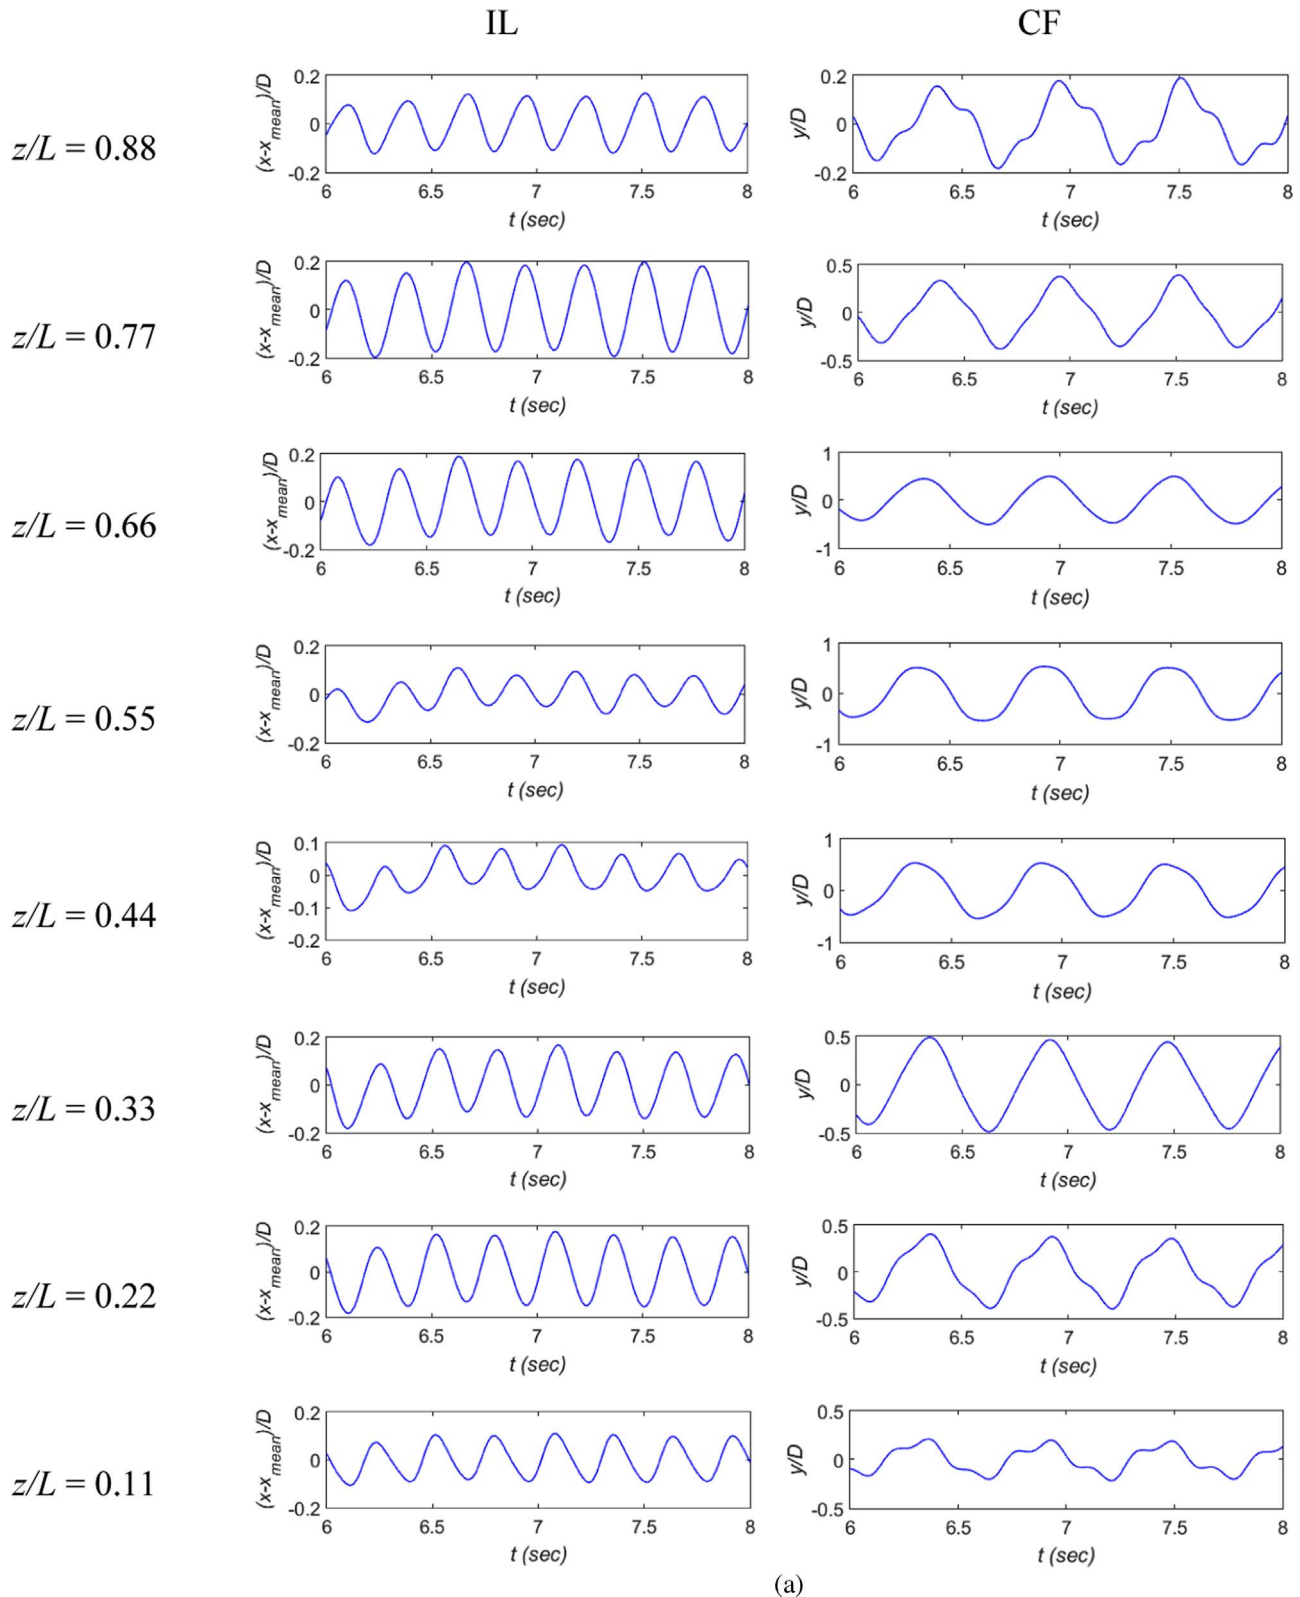 IL CF
z/L = 0.88
(x-x_mean)/D
0.2
0
-0.2
6 6.5 7 7.5 8
t (sec)
y/D
0.2
0
-0.2
6 6.5 7 7.5 8
t (sec)
z/L = 0.77
(x-x_mean)/D
0.2
0
-0.2
6 6.5 7 7.5 8
t (sec)
y/D
0.5
0
-0.5
6 6.5 7 7.5 8
t (sec)
z/L = 0.66
(x-x_mean)/D
0.2
0
-0.2
6 6.5 7 7.5 8
t (sec)
y/D
1
0
-1
6 6.5 7 7.5 8
t (sec)
z/L = 0.55
(x-x_mean)/D
0.2
0
-0.2
6 6.5 7 7.5 8
t (sec)
y/D
1
0
-1
6 6.5 7 7.5 8
t (sec)
z/L = 0.44
(x-x_mean)/D
0.1
0
-0.1
-0.2
6 6.5 7 7.5 8
t (sec)
y/D
1
0
-1
6 6.5 7 7.5 8
t (sec)
z/L = 0.33
(x-x_mean)/D
0.2
0
-0.2
6 6.5 7 7.5 8
t (sec)
y/D
0.5
0
-0.5
6 6.5 7 7.5 8
t (sec)
z/L = 0.22
(x-x_mean)/D
0.2
0
-0.2
6 6.5 7 7.5 8
t (sec)
y/D
0.5
0
-0.5
6 6.5 7 7.5 8
t (sec)
z/L = 0.11
(x-x_mean)/D
0.2
0
-0.2
6 6.5 7 7.5 8
t (sec)
y/D
0.5
0
-0.5
6 6.5 7 7.5 8
t (sec)
(a)